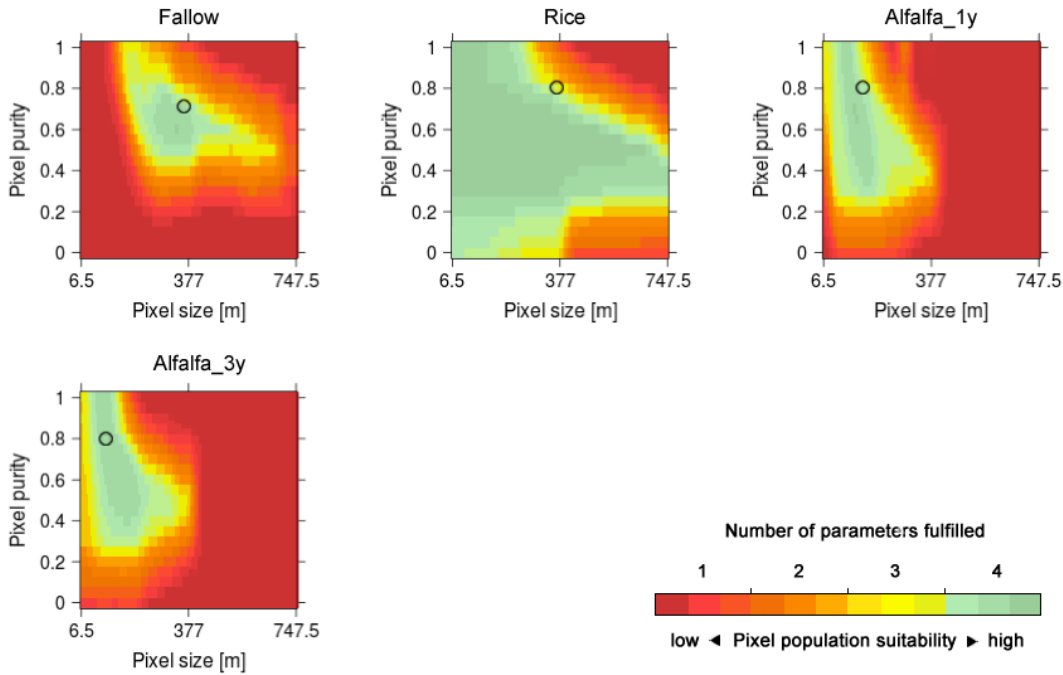 Fallow
Rice
Alfalfa_1y
Pixel purity
1
0.8
0.6
0.4
0.2
0
6.5 377 747.5
Pixel size [m]
Pixel purity
1
0.8
0.6
0.4
0.2
0
6.5 377 747.5
Pixel size [m]
Pixel purity
1
0.8
0.6
0.4
0.2
0
6.5 377 747.5
Pixel size [m]
Alfalfa_3y
Pixel purity
1
0.8
0.6
0.4
0.2
0
6.5 377 747.5
Pixel size [m]
Number of parameters fulfilled
1 2 3 4
low ◄ Pixel population suitability ► high